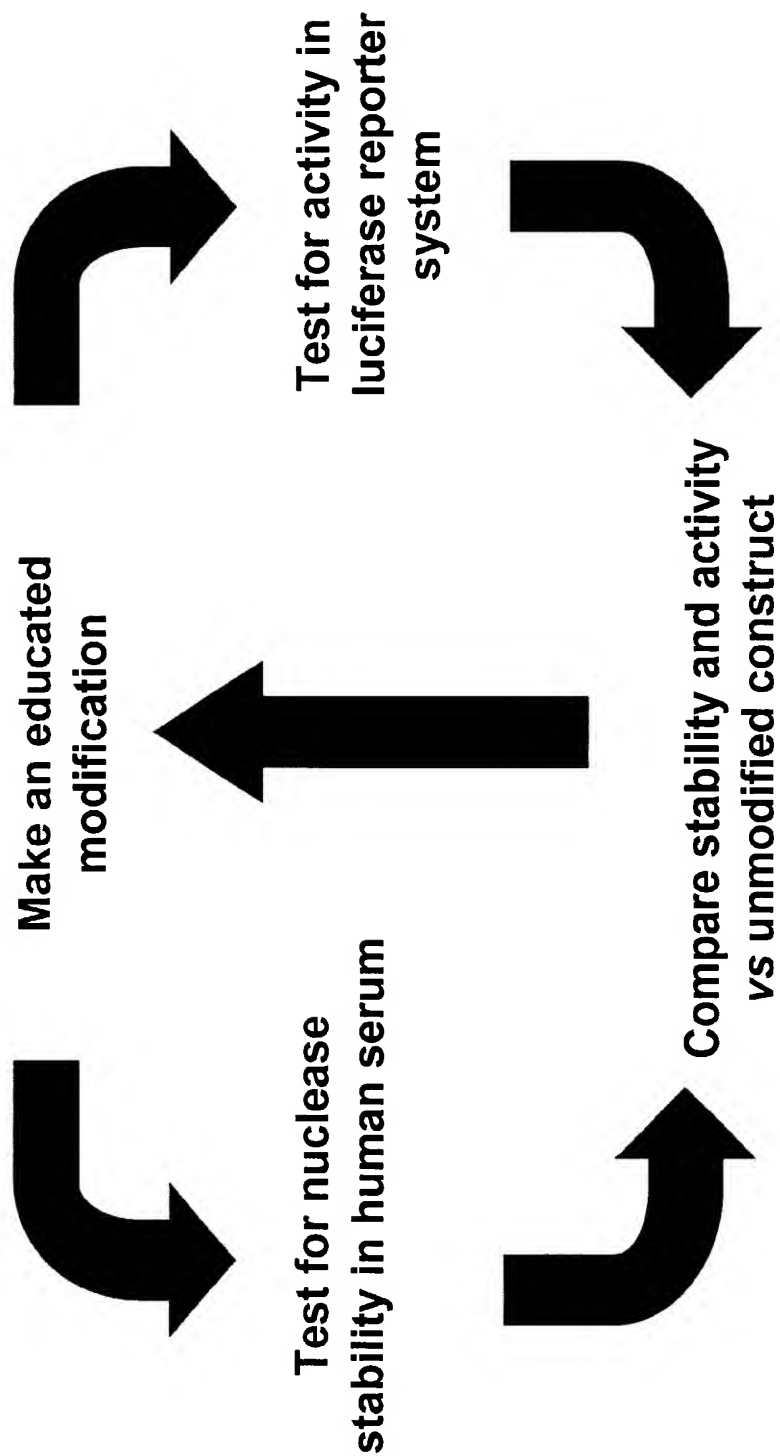 Make an educated
modification
Test for nuclease
stability in human serum
Test for activity in
luciferase reporter
system
Compare stability and activity
vs unmodified construct